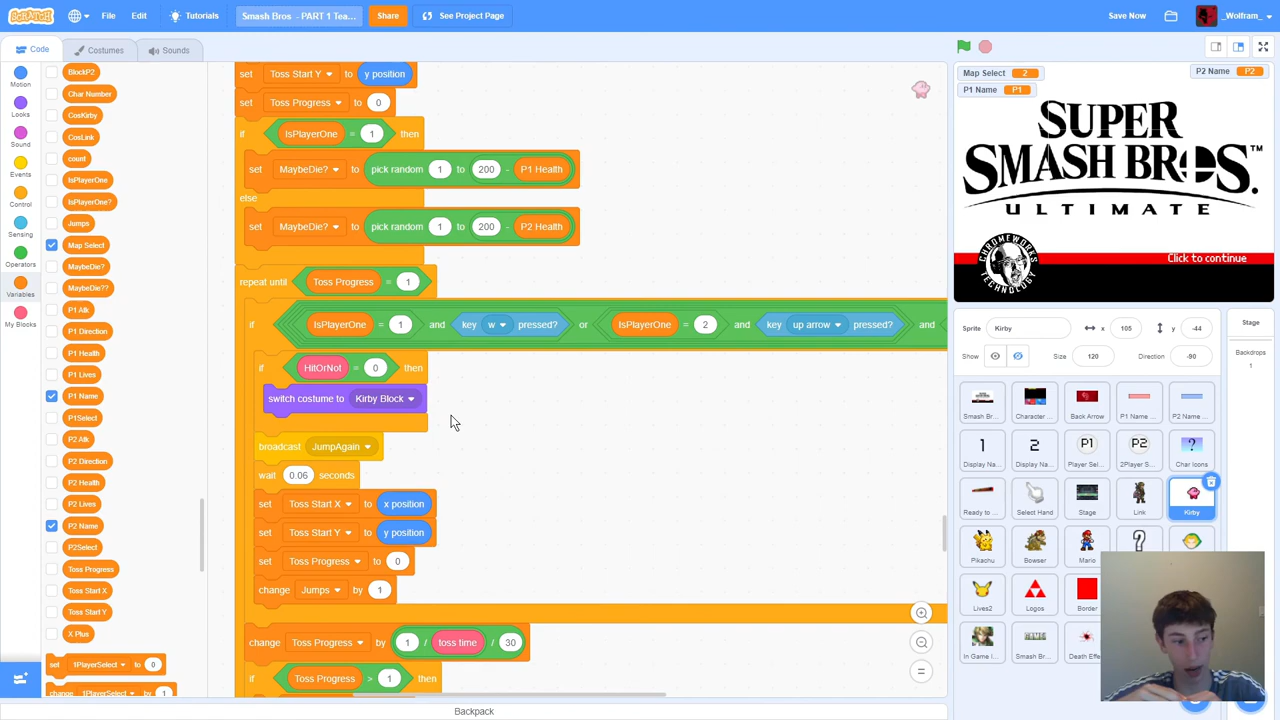 SCRATCH
File
Edit
Tutorials
Smash Bros - PART 1 Tea...
Share
See Project Page
Save Now
_Wolfram_
Code
Costumes
Sounds
Motion
Looks
Sound
Events
Control
Sensing
Operators
Variables
My Blocks
BlockP2
Char Number
CosKirby
CosLink
count
IsPlayerOne
IsPlayerOne?
Jumps
Map Select
MaybeDie?
MaybeDie??
P1 Atk
P1 Direction
P1 Health
P1 Lives
P1 Name
P1Select
P2 Atk
P2 Direction
P2 Health
P2 Lives
P2 Name
P2Select
Toss Progress
Toss Start X
Toss Start Y
X Plus
set 1PlayerSelect to 0
change 1PlayerSelect by 1
set Toss Start Y to y position
set Toss Progress to 0
if IsPlayerOne = 1 then
set MaybeDie? to pick random 1 to 200 - P1 Health
else
set MaybeDie? to pick random 1 to 200 - P2 Health
repeat until Toss Progress = 1
if IsPlayerOne = 1 and key w pressed? or IsPlayerOne = 2 and key up arrow pressed? and
if HitOrNot = 0 then
switch costume to Kirby Block
broadcast JumpAgain
wait 0.06 seconds
set Toss Start X to x position
set Toss Start Y to y position
set Toss Progress to 0
change Jumps by 1
change Toss Progress by 1 / toss time / 30
if Toss Progress > 1 then
Backpack
Map Select 2
P2 Name P2
P1 Name P1
SUPER
SMASH BROS.™
ULTIMATE
CHROMEWORKS
TECHNOLOGY
Click to continue
Sprite Kirby x 105 y -44
Show Size 120 Direction -90
Stage
Backdrops
1
Smash Br... Character ... Back Arrow P1 Name ... P2 Name ...
1 2 P1 P2 ?
Display Na... Display Na... Player Sel... 2Player S... Char Icons
Ready to ... Select Hand Stage Link Kirby
Pikachu Bowser Mario
Lives2 Logos Border
In Game I... Smash Br... Death Effe...